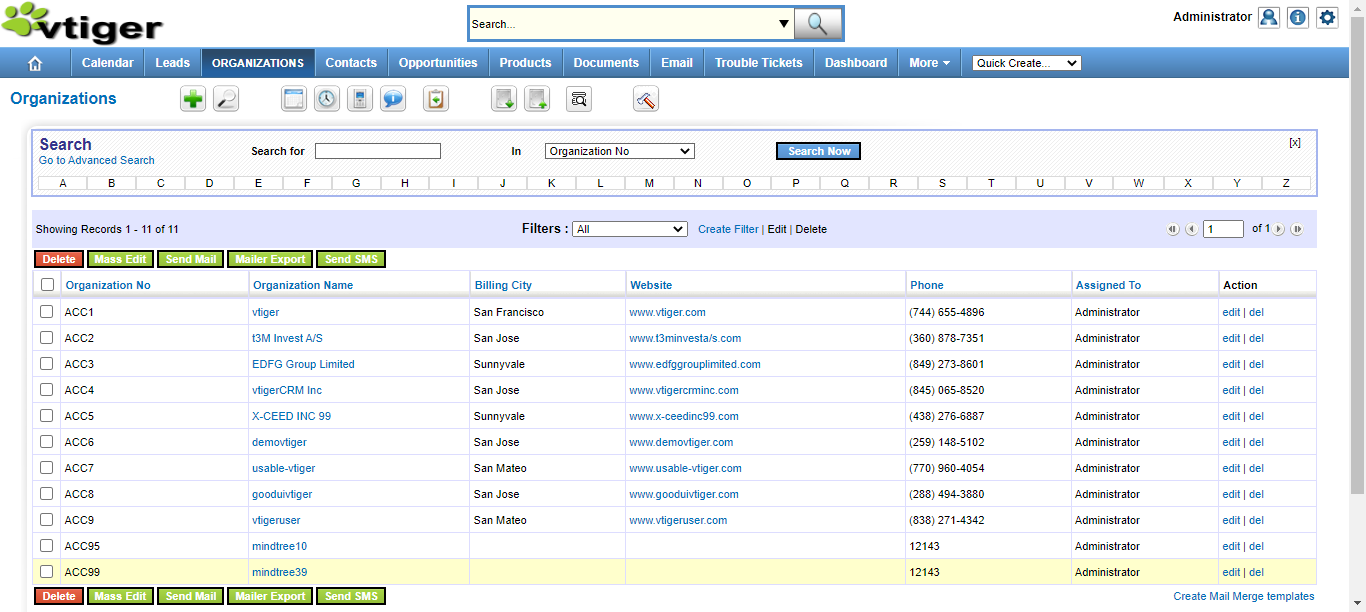 vtiger
Search...
Administrator
Calendar Leads ORGANIZATIONS Contacts Opportunities Products Documents Email Trouble Tickets Dashboard More Quick Create...
Organizations
Search
Go to Advanced Search
Search for In Organization No Search Now [x]
A B C D E F G H I J K L M N O P Q R S T U V W X Y Z
Showing Records 1 - 11 of 11 Filters : All Create Filter | Edit | Delete 1 of 1
Delete Mass Edit Send Mail Mailer Export Send SMS
Organization No Organization Name Billing City Website Phone Assigned To Action
ACC1 vtiger San Francisco www.vtiger.com (744) 655-4896 Administrator edit | del
ACC2 t3M Invest A/S San Jose www.t3minvesta/s.com (360) 878-7351 Administrator edit | del
ACC3 EDFG Group Limited Sunnyvale www.edfggrouplimited.com (849) 273-8601 Administrator edit | del
ACC4 vtigerCRM Inc San Jose www.vtigercrminc.com (845) 065-8520 Administrator edit | del
ACC5 X-CEED INC 99 Sunnyvale www.x-ceedinc99.com (438) 276-6887 Administrator edit | del
ACC6 demovtiger San Jose www.demovtiger.com (259) 148-5102 Administrator edit | del
ACC7 usable-vtiger San Mateo www.usable-vtiger.com (770) 960-4054 Administrator edit | del
ACC8 gooduivtiger San Jose www.gooduivtiger.com (288) 494-3880 Administrator edit | del
ACC9 vtigeruser San Mateo www.vtigeruser.com (838) 271-4342 Administrator edit | del
ACC95 mindtree10 12143 Administrator edit | del
ACC99 mindtree39 12143 Administrator edit | del
Delete Mass Edit Send Mail Mailer Export Send SMS Create Mail Merge templates